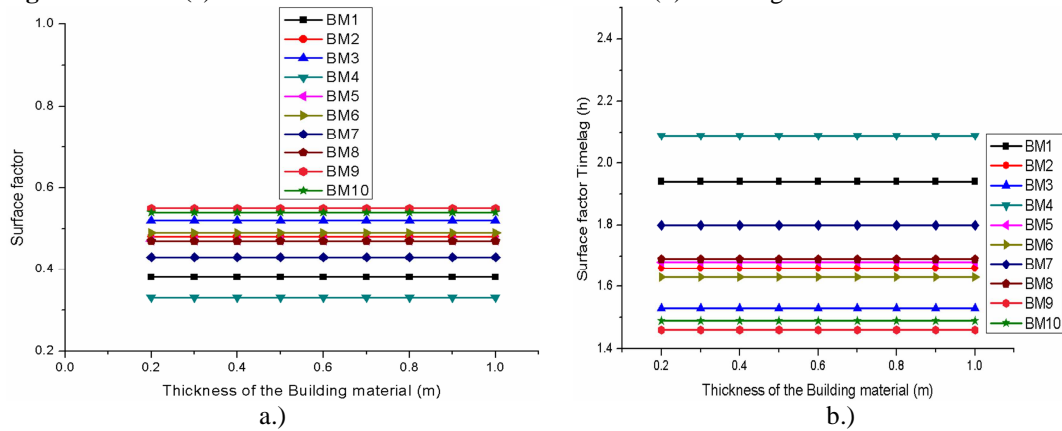 (a)
(b)
1.0
0.8
0.6
0.4
0.2
Surface factor
0.0 0.2 0.4 0.6 0.8 1.0
Thickness of the Building material (m)
BM1
BM2
BM3
BM4
BM5
BM6
BM7
BM8
BM9
BM10
a.)
2.4
2.2
2.0
1.8
1.6
1.4
Surface factor Timelag (h)
0.2 0.4 0.6 0.8 1.0
Thickness of the Building material (m)
BM1
BM2
BM3
BM4
BM5
BM6
BM7
BM8
BM9
BM10
b.)